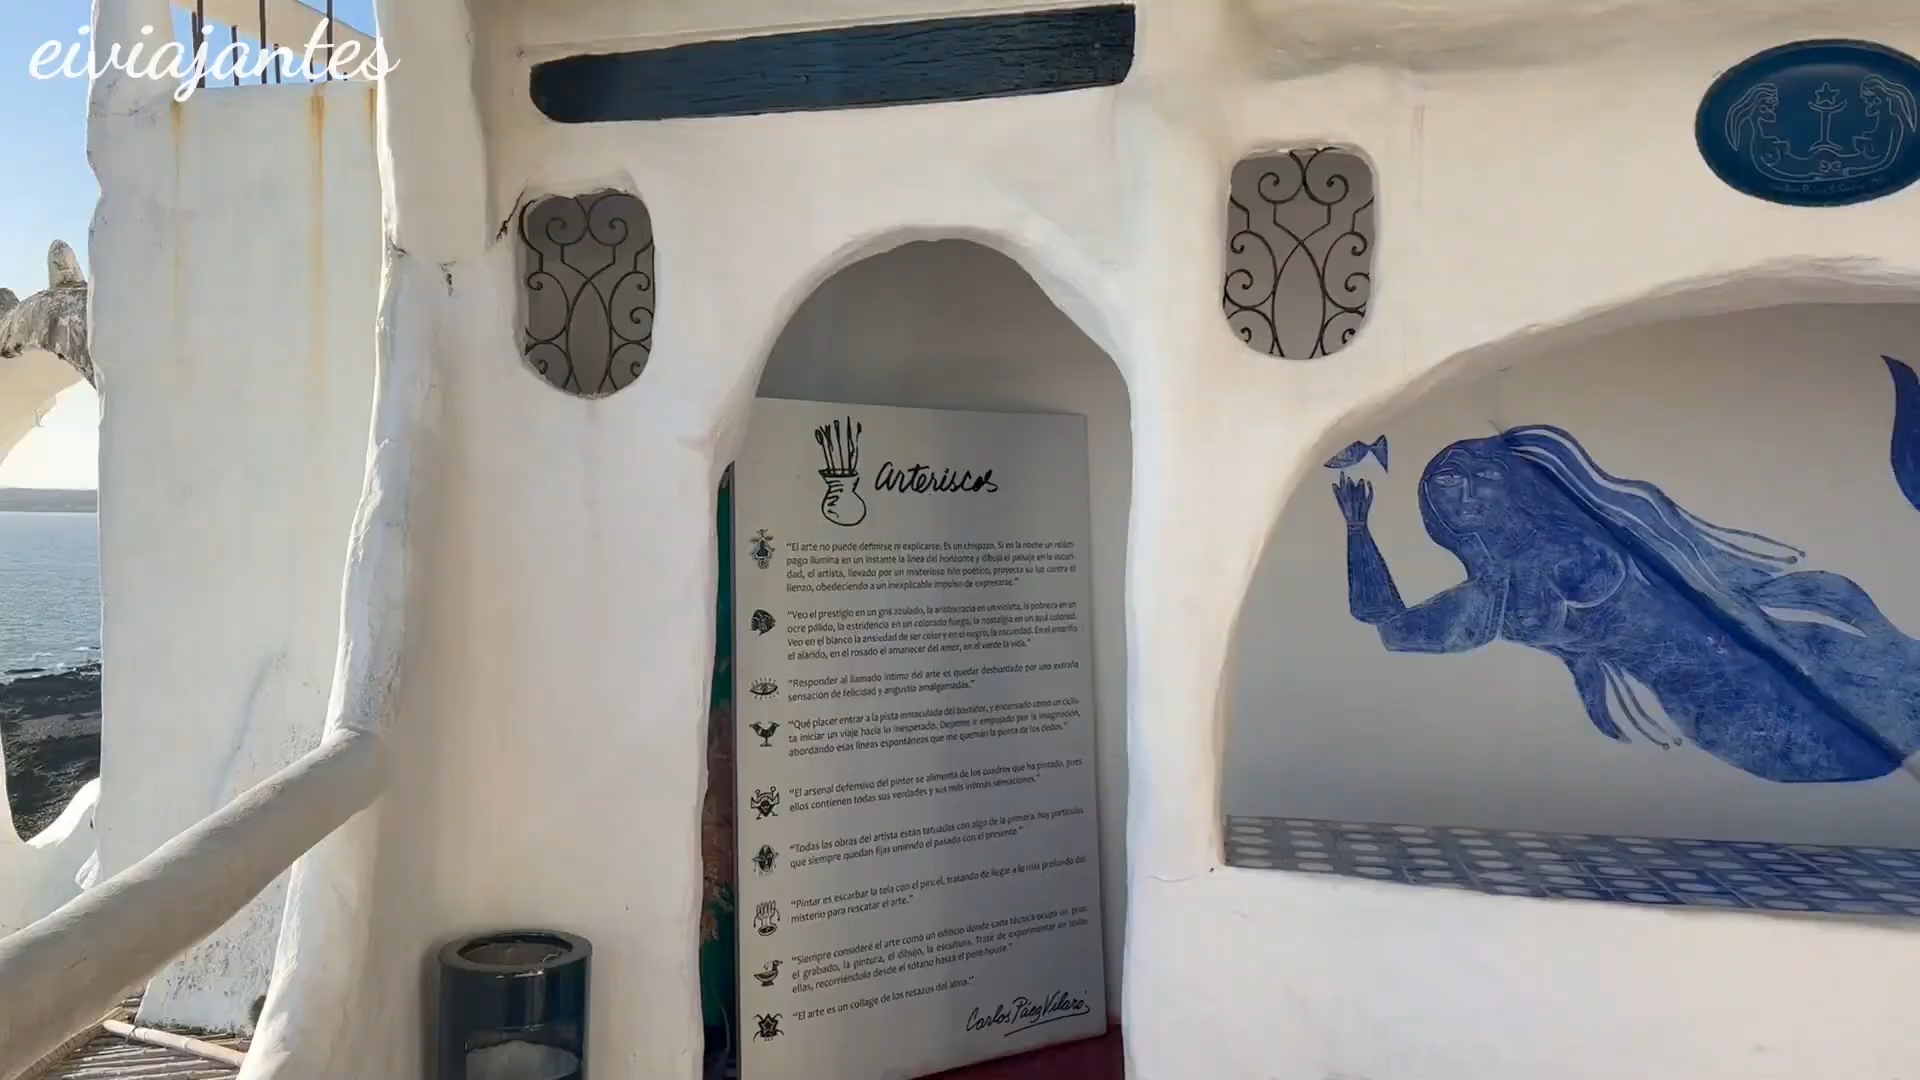 eiviajantes
arteriscos
"El arte no puede definirse ni explicarse. Es un chispazo. Si en la noche un relám-
pago ilumina en un instante la línea del horizonte y dibuja el paisaje en la oscuri-
dad, el artista, llevado por un misterioso hilo poético, proyecta su luz contra el
lienzo, obedeciendo a un inexplicable impulso de expresarse."
"Veo el prestigio en un gris azulado, la aristocracia en un violeta, la pobreza en un
ocre pálido, la estridencia en un colorado fuego, la nostalgia en un azul colonial.
Veo en el blanco la ansiedad de ser color y en el negro, la oscuridad. En el amarillo
el alarido, en el rosado el amanecer del amor, en el verde la vida."
"Responder al llamado íntimo del arte es quedar desbordado por una extraña
sensación de felicidad y angustia amalgamadas."
"Qué placer entrar a la pista inmaculada del bastidor, y encorvado como un ciclis-
ta iniciar un viaje hacia lo inesperado. Dejarme ir empujado por la imaginación,
abordando esas líneas espontáneas que me queman la punta de los dedos."
"El arsenal defensivo del pintor se alimenta de los cuadros que ha pintado, pues
ellos contienen todas sus verdades y sus más íntimas sensaciones."
"Todas las obras del artista están tatuadas con algo de la primera, hay partículas
que siempre quedan fijas uniendo el pasado con el presente."
"Pintar es escarbar la tela con el pincel, tratando de llegar a lo más profundo del
misterio para rescatar el arte."
"Siempre consideré el arte como un edificio donde cada técnica ocupa un piso:
el grabado, la pintura, el dibujo, la escultura. Traté de experimentar en todas
ellas, recorriéndolo desde el sótano hasta el pent-house."
"El arte es un collage de los retazos del alma."
Carlos Páez Vilaró